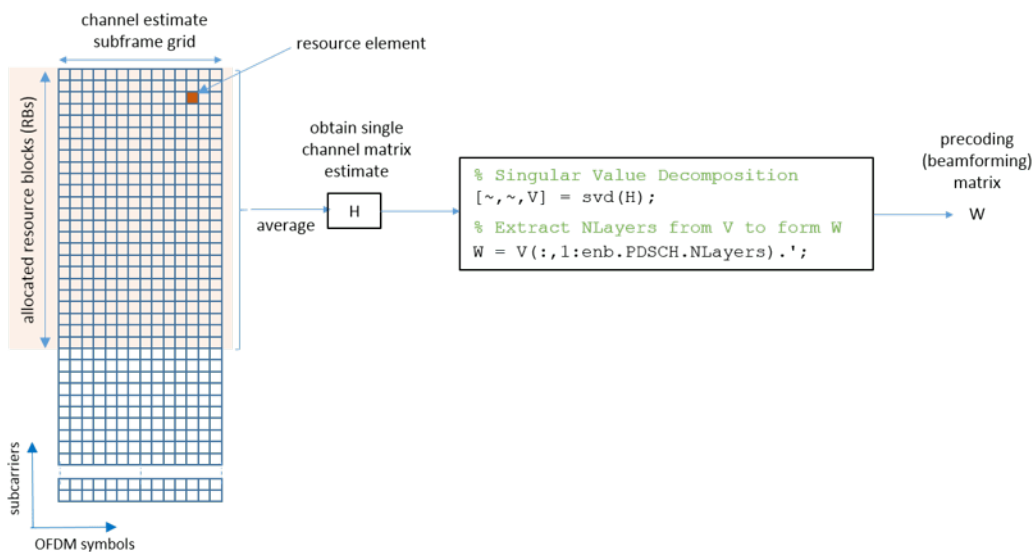 channel estimate
subframe grid
resource element
allocated resource blocks (RBs)
obtain single
channel matrix
estimate
H
average
% Singular Value Decomposition
[~,~,V] = svd(H);
% Extract NLayers from V to form W
W = V(:,1:enb.PDSCH.NLayers).';
precoding
(beamforming)
matrix
W
subcarriers
OFDM symbols